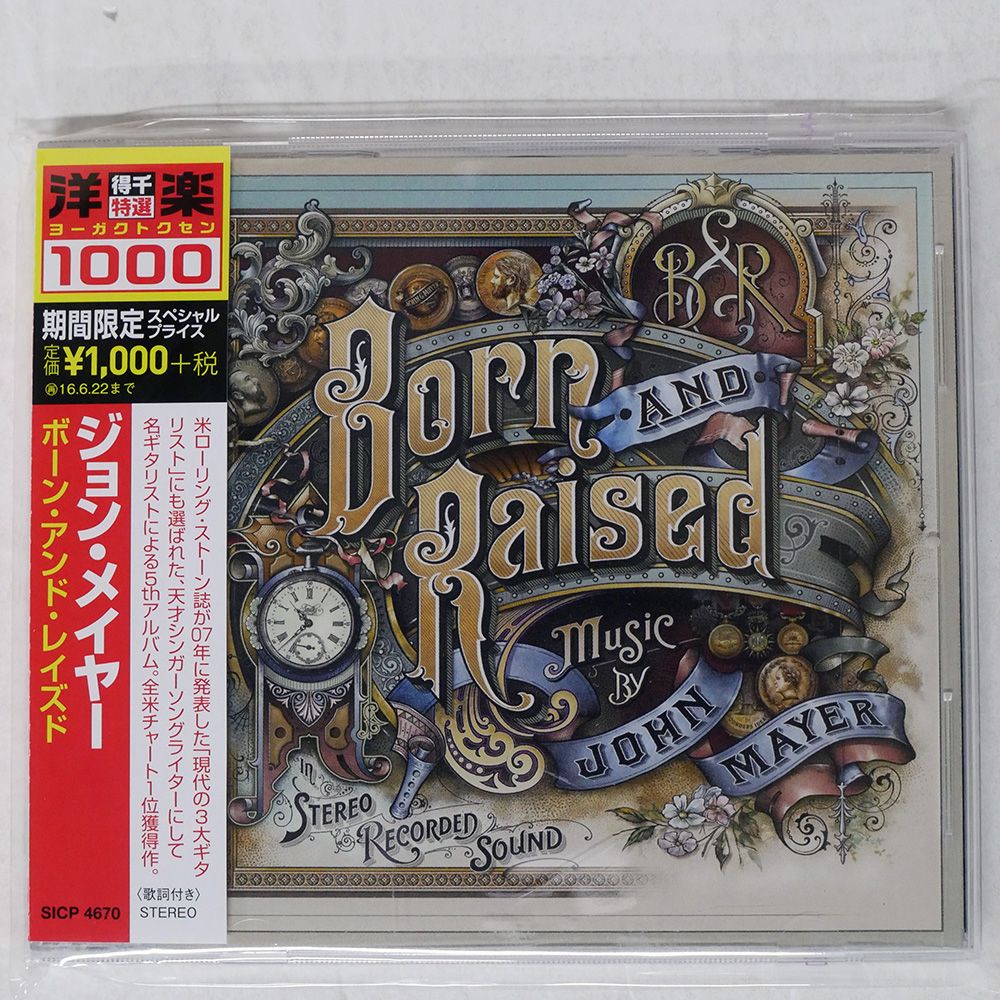 洋楽
得千
特選
ヨーガクトクセン
1000
期間限定スペシャルプライス
定価¥1,000+税
再16.6.22まで
ジョン・メイヤー
ボーン・アンド・レイズド
米ローリング・ストーン誌が07年に発表した「現代の3大ギタ
リスト」にも選ばれた、天才シンガーソングライターにして
名ギタリストによる5thアルバム。全米チャート1位獲得作。
〈歌詞付き〉
SICP 4670
STEREO
B&R
Born
AND
Raised
MUSIC
BY
JOHN
MAYER
IN
STEREO
RECORDED
SOUND